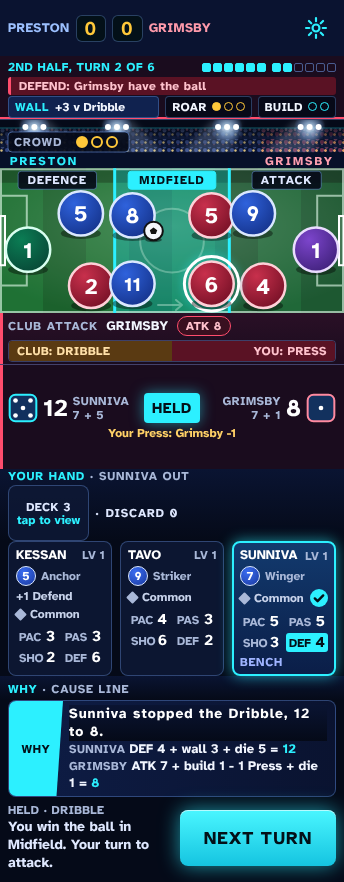 PRESTON 0 0 GRIMSBY
2ND HALF, TURN 2 OF 6
DEFEND: Grimsby have the ball
WALL +3 v Dribble
ROAR
BUILD
CROWD
PRESTON GRIMSBY
DEFENCE MIDFIELD ATTACK
5 8 5 9
1 1
2 11 6 4
CLUB ATTACK GRIMSBY ATK 8
CLUB: DRIBBLE YOU: PRESS
12 SUNNIVA 7 + 5
HELD
GRIMSBY 7 + 1 8
Your Press: Grimsby -1
YOUR HAND · SUNNIVA OUT
DECK 3
tap to view
· DISCARD 0
KESSAN LV 1
5 Anchor
+1 Defend
Common
PAC 3 PAS 3
SHO 2 DEF 6
TAVO LV 1
9 Striker
Common
PAC 4 PAS 3
SHO 6 DEF 2
SUNNIVA LV 1
7 Winger
Common
PAC 5 PAS 5
SHO 3 DEF 4
BENCH
WHY · CAUSE LINE
WHY
Sunniva stopped the Dribble, 12
to 8.
SUNNIVA DEF 4 + wall 3 + die 5 = 12
GRIMSBY ATK 7 + build 1 - 1 Press + die
1 = 8
HELD · DRIBBLE
You win the ball in
Midfield. Your turn to
attack.
NEXT TURN